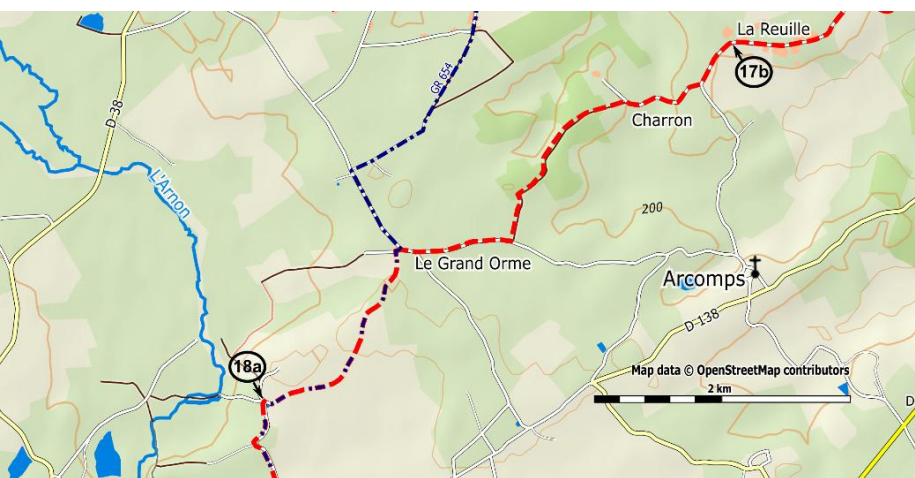 La Reuille
17b
GR 654
D-38
Charron
L'Arnon
200
Le Grand Orme
Arcomps
D-138
18a
Map data © OpenStreetMap contributors
2 km
D